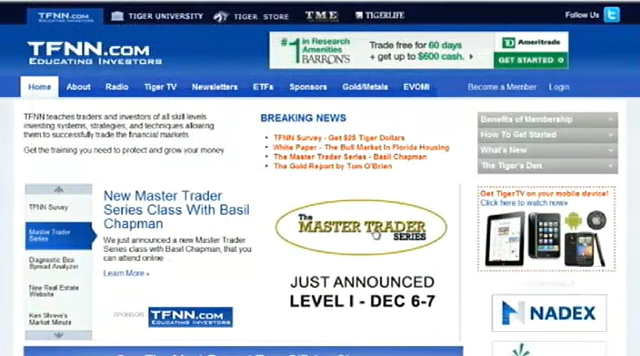 TFNN.COM
EDUCATING INVESTORS
TIGER UNIVERSITY
TIGER STORE
TME
TIGERLIFE
Follow Us
TFNN.COM
EDUCATING INVESTORS
#1 in Research
Amenities
BARRON'S
Trade free for 60 days
+ get up to $600 cash.
TD Ameritrade
GET STARTED
Home
About
Radio
Tiger TV
Newsletters
ETFs
Sponsors
Gold/Metals
EVOMI
Become a Member
Login
TFNN teaches traders and investors of all skill levels
investing systems, strategies, and techniques allowing
them to successfully trade the financial markets
Get the training you need to protect and grow your money
BREAKING NEWS
TFNN Survey - Get $25 Tiger Dollars
White Paper - The Bull Market In Florida Housing
The Master Trader Series - Basil Chapman
The Gold Report by Tom O'Brien
Benefits of Membership
How To Get Started
What's New
The Tiger's Den
TFNN Survey
Master Trader
Series
Diagnostic Box
Spread Analyzer
New Real Estate
Website
Ken Shreve's
Market Minute
New Master Trader
Series Class With Basil
Chapman
We just announced a new Master Trader
Series class with Basil Chapman, that you
can attend online ...
Learn More »
SPONSOR:
TFNN.COM
EDUCATING INVESTORS
The
MASTER TRADER
SERIES
JUST ANNOUNCED
LEVEL I - DEC 6-7
Get TigerTV on your mobile device!
Click here to watch now»
NADEX